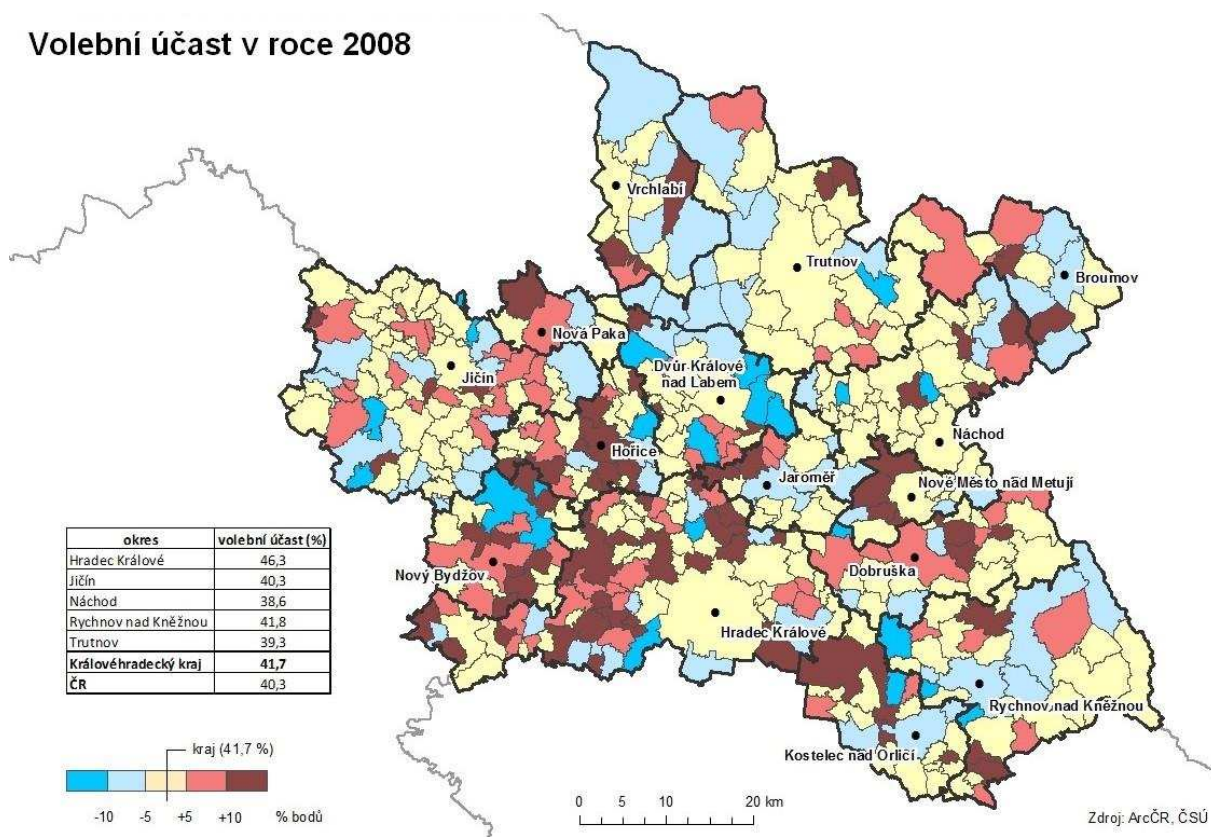 Volební účast v roce 2008
Vrchlabí
Trutnov
Broumov
Nová Paka
Jičín
Dvůr Králové
nad Labem
Hořice
Náchod
Jaroměř
Nové Město nad Metují
Nový Bydžov
Dobruška
Hradec Králové
Rychnov nad Kněžnou
Kostelec nad Orlicí
okres volební účast (%)
Hradec Králové 46,3
Jičín 40,3
Náchod 38,6
Rychnov nad Kněžnou 41,8
Trutnov 39,3
Královéhradecký kraj 41,7
ČR 40,3
kraj (41,7 %)
-10 -5 +5 +10 % bodů
0 5 10 20 km
Zdroj: ArcČR, ČSÚ